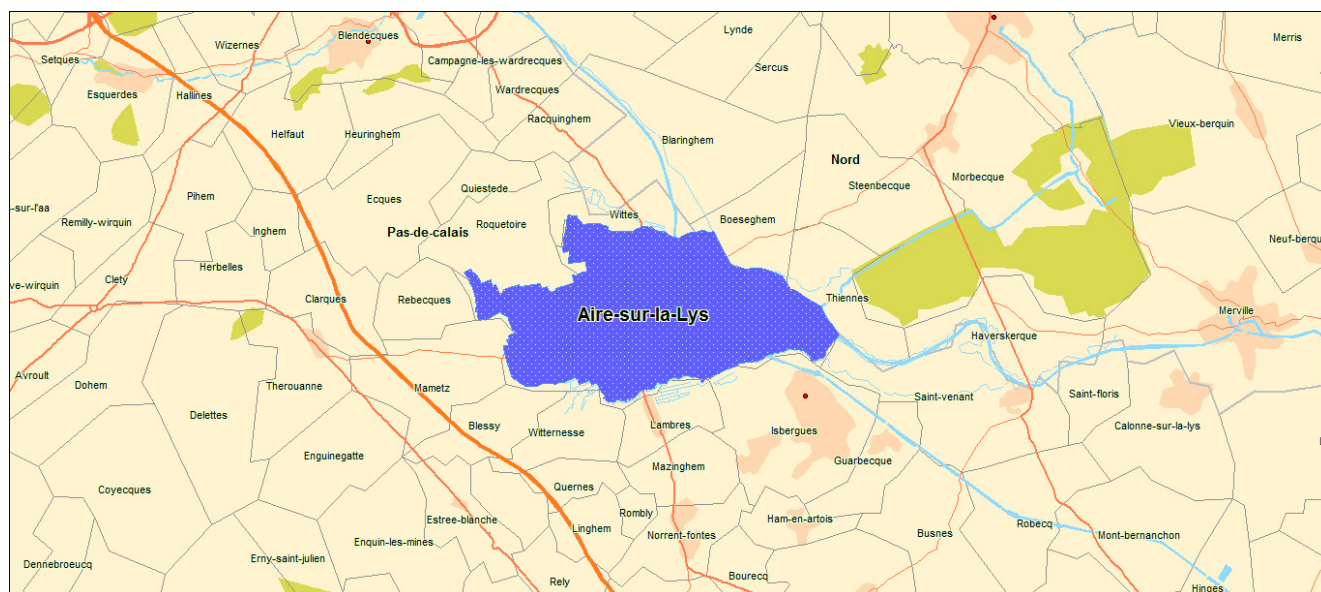 Lynde
Merris
Blendecques
Wizernes
Setques
Campagne-les-wardrecques
Sercus
Esquerdes
Hallines
Wardrecques
Racquinghem
Vieux-berquin
Helfaut
Heuringhem
Blaringhem
Nord
Morbecque
Steenbecque
Quiestede
Pihem
Ecques
-sur-l'aa
Remilly-wirquin
Wittes
Boeseghem
Roquetoire
Inghem
Pas-de-calais
Neuf-berqu
Herbelles
Clety
ve-wirquin
Clarques
Rebecques
Thiennes
Aire-sur-la-Lys
Merville
Haverskerque
Avroult
Dohem
Therouanne
Mametz
Saint-floris
Saint-venant
Delettes
Blessy
Witternesse
Lambres
Isbergues
Calonne-sur-la-lys
Enguinegatte
Guarbecque
Mazinghem
Coyecques
Quernes
Rombly
Estree-blanche
Ham-en-artois
Linghem
Robecq
Norrent-fontes
Busnes
Mont-bernanchon
Enquin-les-mines
Erny-saint-julien
Dennebroeucq
Rely
Bourecq
Hinges